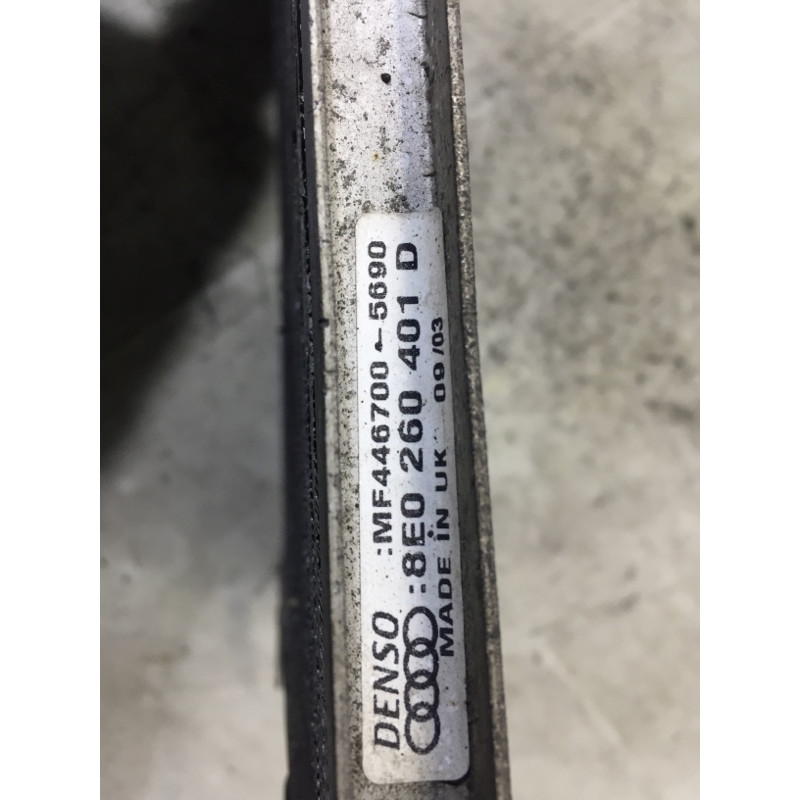 DENSO :MF446700-5690
:8E0 260 401 D
MADE IN UK 09/03